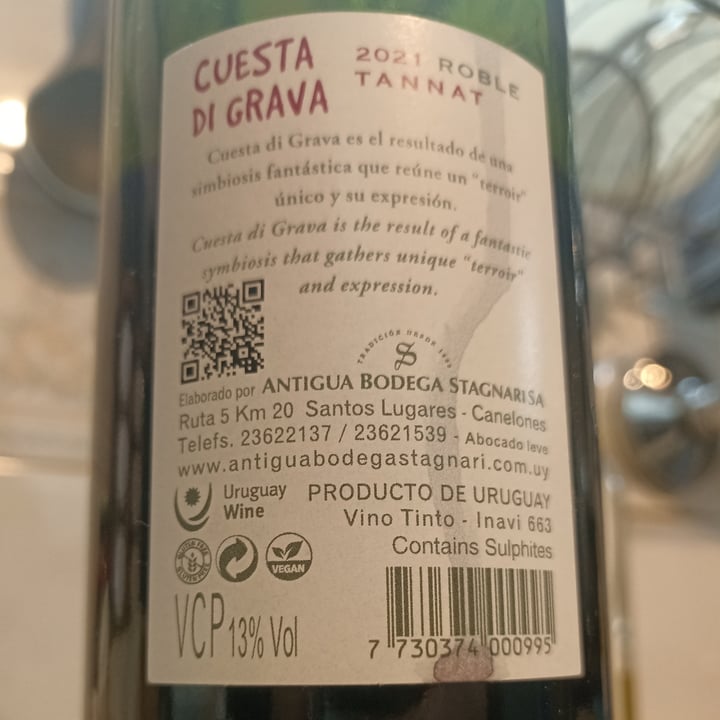 CUESTA
DI GRAVA
2021 ROBLE
TANNAT
Cuesta di Grava es el resultado de una
simbiosis fantástica que reúne un "terroir"
único y su expresión.
Cuesta di Grava is the result of a fantastic
symbiosis that gathers unique "terroir"
and expression.
TRADICIÓN DESDE
S
Elaborado por ANTIGUA BODEGA STAGNARI SA
Ruta 5 Km 20 Santos Lugares - Canelones
Telefs. 23622137 / 23621539 - Abocado leve
www.antiguabodegastagnari.com.uy
Uruguay
Wine
PRODUCTO DE URUGUAY
Vino Tinto - Inavi 663
Contains Sulphites
GLUTEN FREE
VEGAN
VCP 13% Vol
7 730374 000995